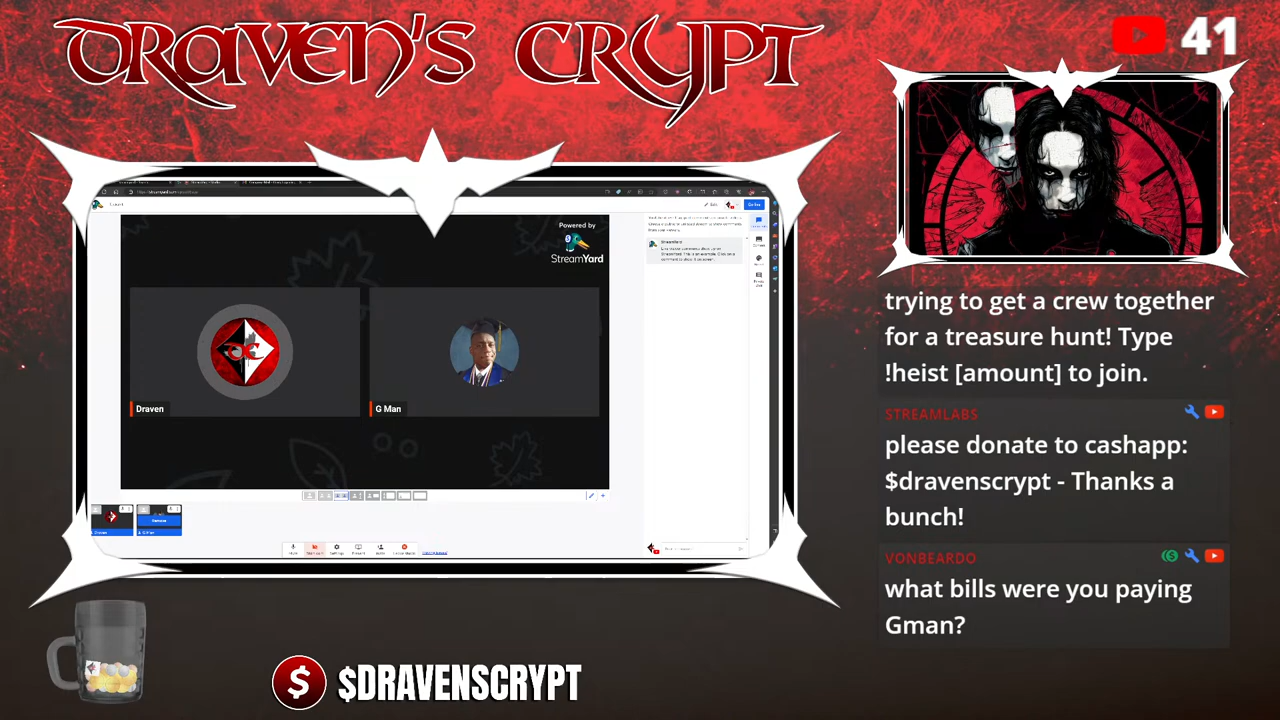 DRAVEN'S CRYPT
41
Powered by
StreamYard
Draven
G Man
trying to get a crew together
for a treasure hunt! Type
!heist [amount] to join.
STREAMLABS
please donate to cashapp:
$dravenscrypt - Thanks a
bunch!
VONBEARDO
what bills were you paying
Gman?
$ $DRAVENSCRYPT